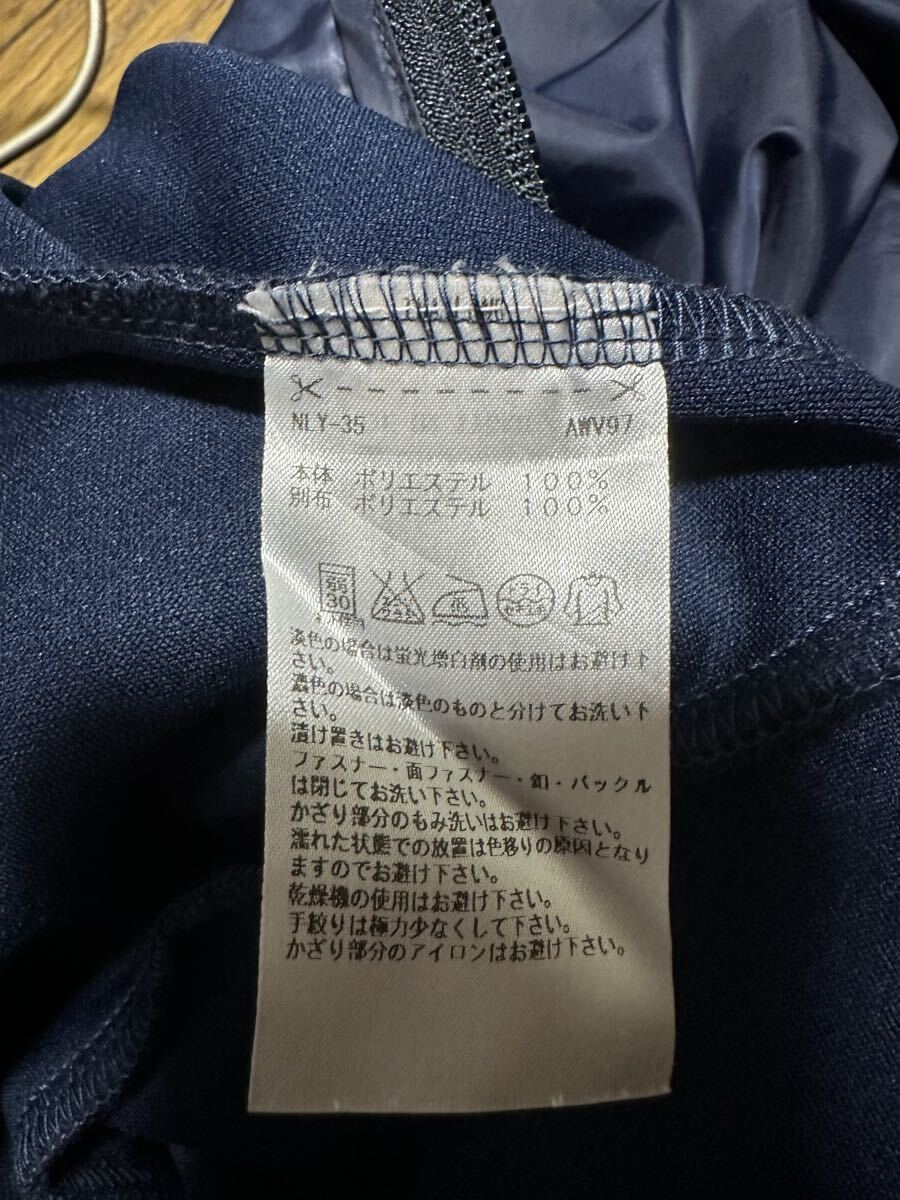 NLY-35 AWV97
本体 ポリエステル 100%
別布 ポリエステル 100%
弱
30
淡色の場合は蛍光増白剤の使用はお避け下
さい。
濃色の場合は淡色のものと分けてお洗い下
さい。
漬け置きはお避け下さい。
ファスナー・面ファスナー・釦・バックル
は閉じてお洗い下さい。
かざり部分のもみ洗いはお避け下さい。
濡れた状態での放置は色移りの原因となり
ますのでお避け下さい。
乾燥機の使用はお避け下さい。
手絞りは極力少なくして下さい。
かざり部分のアイロンはお避け下さい。